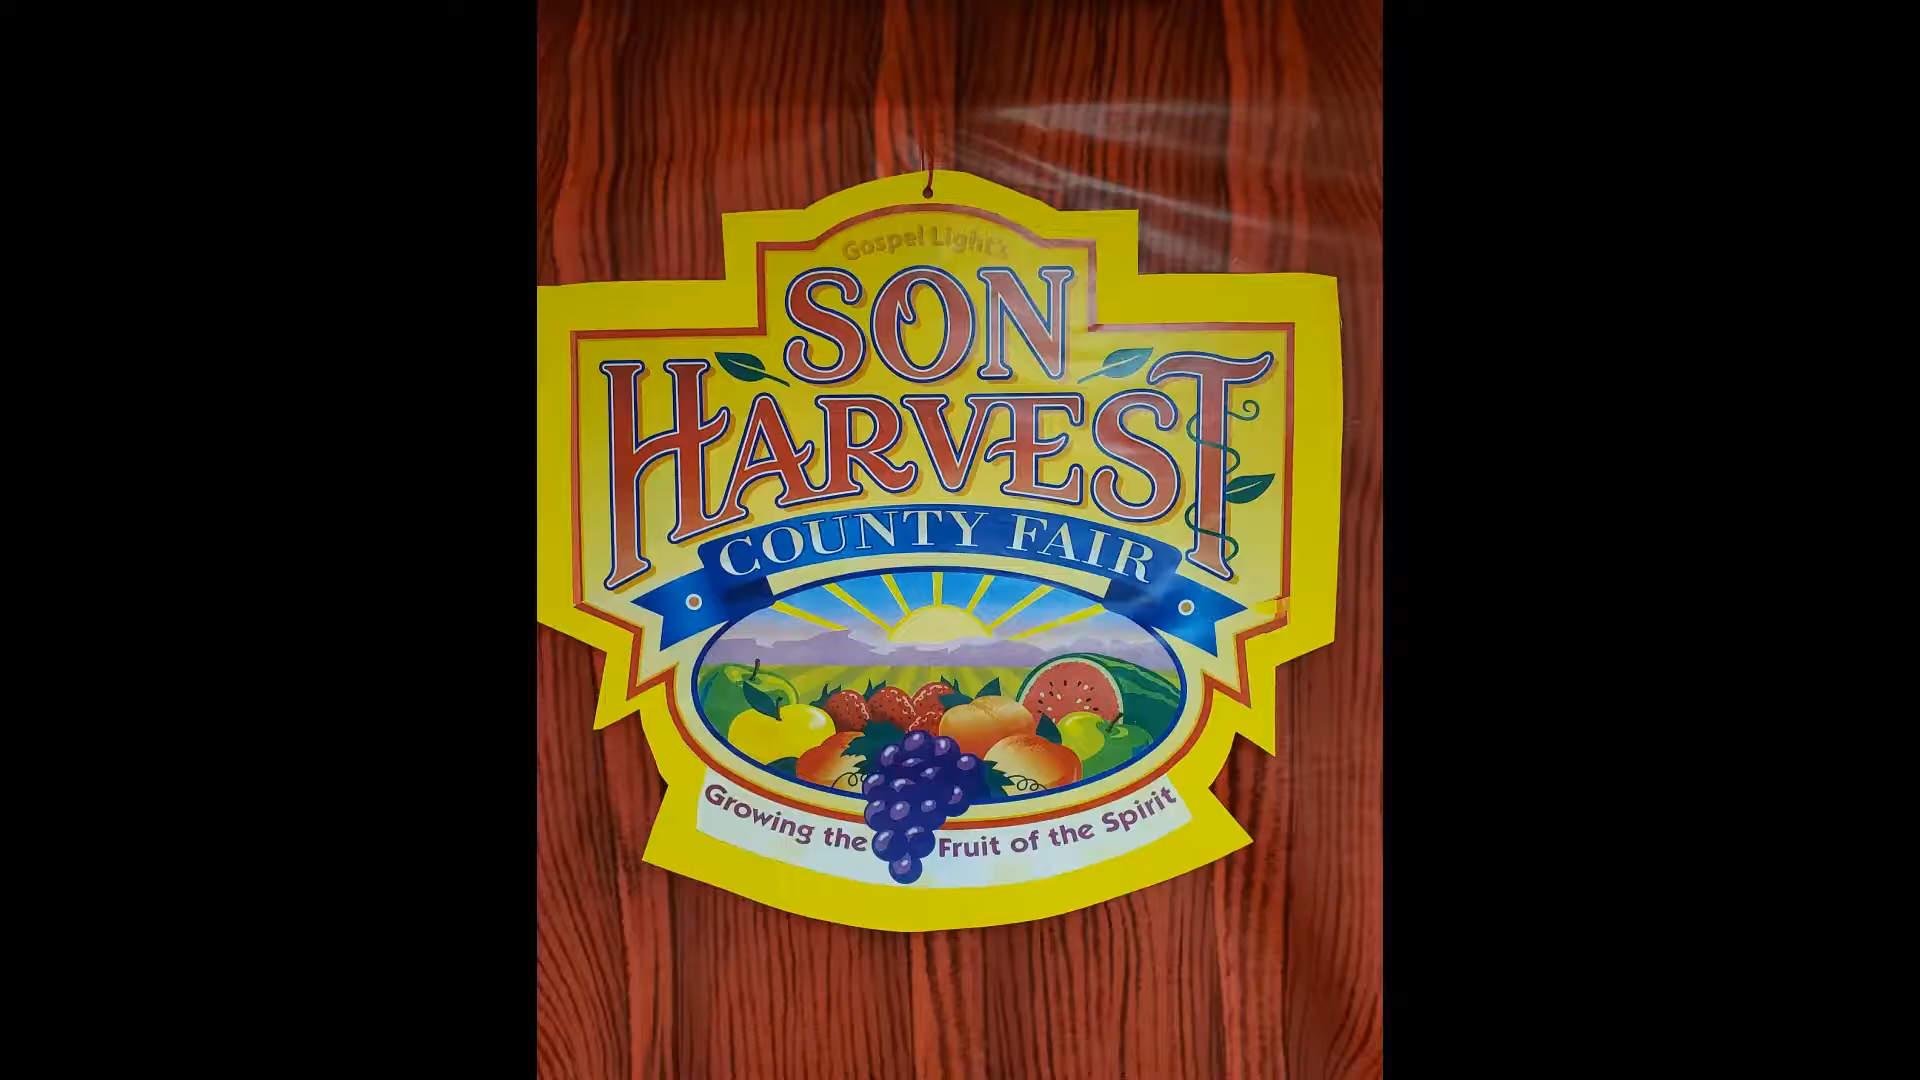 Gospel Light's
SON
HARVEST
COUNTY FAIR
Growing the Fruit of the Spirit